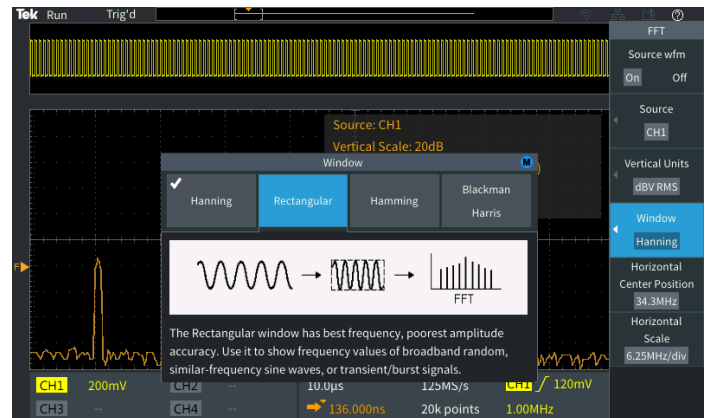 Tek Run Trig'd
FFT
Source wfm
On Off
Source
CH1
Vertical Units
dBV RMS
Window
Hanning
Horizontal
Center Position
34.3MHz
Horizontal
Scale
6.25MHz/div
Source: CH1
Vertical Scale: 20dB
Window M
Hanning
Rectangular
Hamming
Blackman
Harris
FFT
The Rectangular window has best frequency, poorest amplitude
accuracy. Use it to show frequency values of broadband random,
similar-frequency sine waves, or transient/burst signals.
F
CH1 200mV CH2 -- 10.0µs 125MS/s CH1 120mV
CH3 -- CH4 -- 136.000ns 20k points 1.00MHz